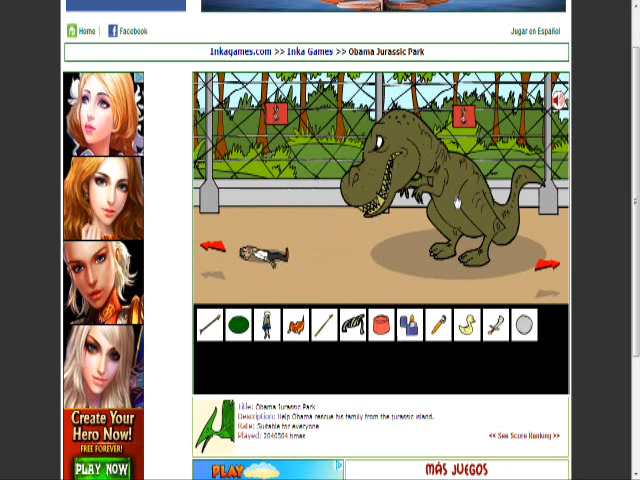 Home | Facebook
Jugar en Español
Inkagames.com >> Inka Games >> Obama Jurassic Park
Title: Obama Jurassic Park
Description: Help Obama rescue his family from the jurassic island.
Rate: Suitable for everyone
Played:
<< See Score Ranking >>
Create Your
Hero Now!
FREE FOREVER!
PLAY NOW
PLAY
MÁS JUEGOS